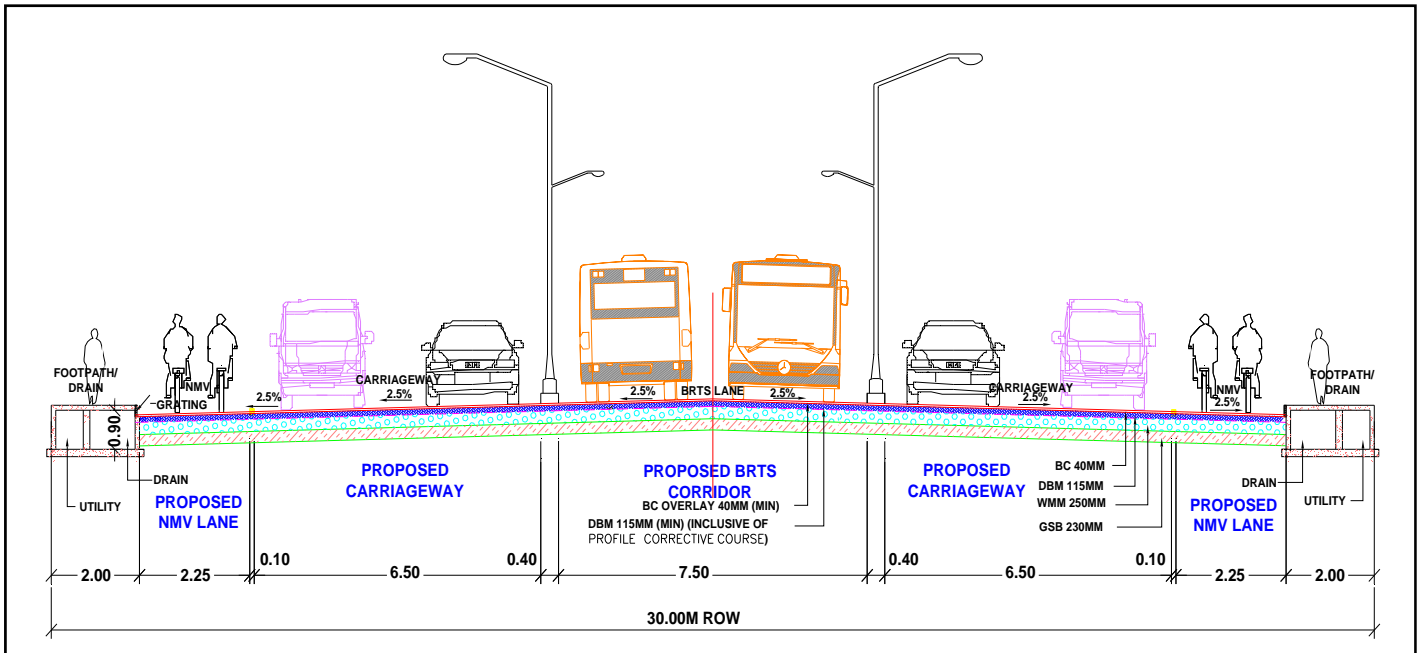 FOOTPATH/
DRAIN
GRATING
NMV
2.5%
CARRIAGEWAY
2.5%
2.5%
BRTS LANE
2.5%
CARRIAGEWAY
2.5%
NMV
2.5%
FOOTPATH/
DRAIN
0.90
UTILITY
DRAIN
PROPOSED
NMV LANE
PROPOSED
CARRIAGEWAY
PROPOSED BRTS
CORRIDOR
BC OVERLAY 40MM (MIN)
DBM 115MM (MIN) (INCLUSIVE OF
PROFILE CORRECTIVE COURSE)
PROPOSED
CARRIAGEWAY
BC 40MM
DBM 115MM
WMM 250MM
GSB 230MM
PROPOSED
NMV LANE
DRAIN
UTILITY
2.00
2.25
0.10
6.50
0.40
7.50
0.40
6.50
0.10
2.25
2.00
30.00M ROW